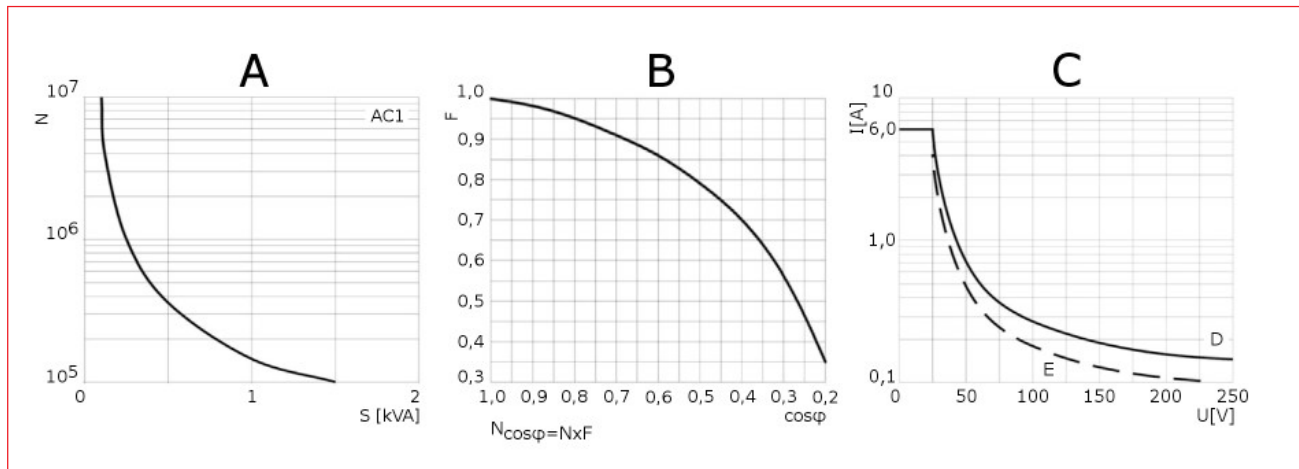 A
B
C
10⁷
N
AC1
10⁶
10⁵
0
1
2
S [kVA]
1,0
F
0,9
0,8
0,7
0,6
0,5
0,4
0,3
1,0 0,9 0,8 0,7 0,6 0,5 0,4 0,3 0,2
cosφ
Ncosφ=NxF
10
I[A]
6,0
1,0
0,1
D
E
0 50 100 150 200 250
U[V]